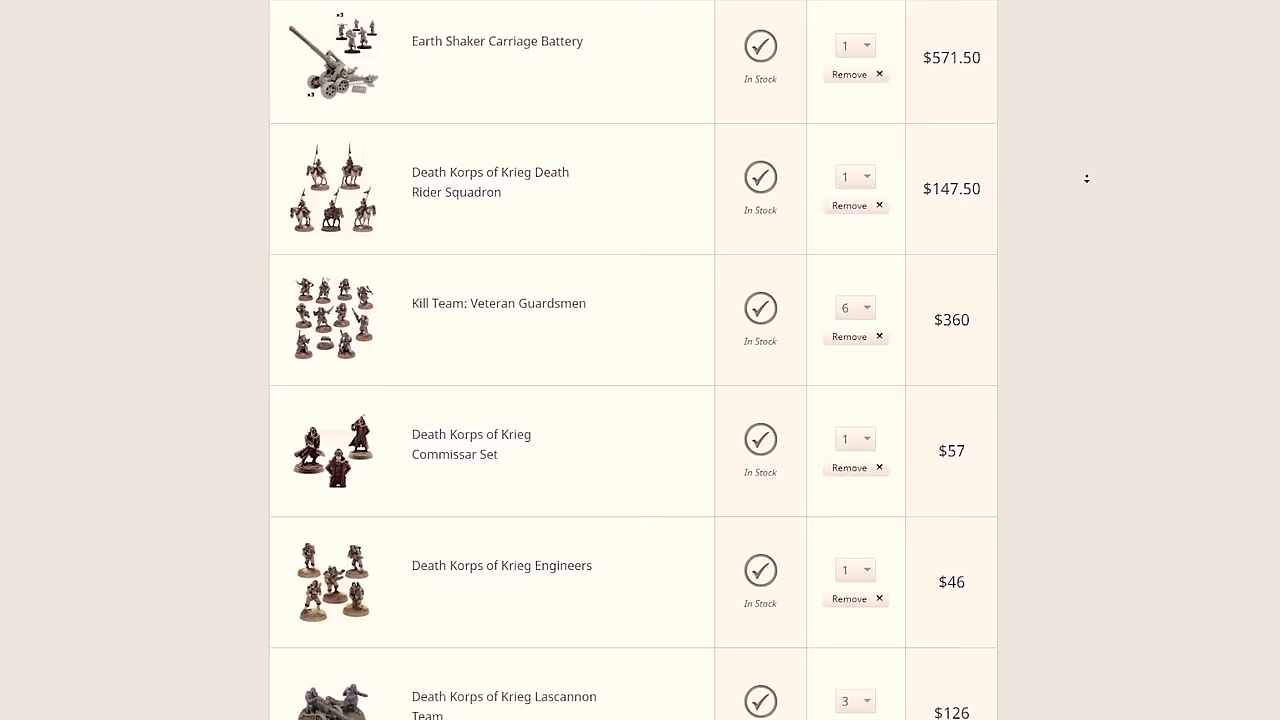 x3
x3
Earth Shaker Carriage Battery
In Stock
1
Remove ✕
$571.50
Death Korps of Krieg Death
Rider Squadron
In Stock
1
Remove ✕
$147.50
Kill Team: Veteran Guardsmen
In Stock
6
Remove ✕
$360
Death Korps of Krieg
Commissar Set
In Stock
1
Remove ✕
$57
Death Korps of Krieg Engineers
In Stock
1
Remove ✕
$46
Death Korps of Krieg Lascannon
Team
3
$126